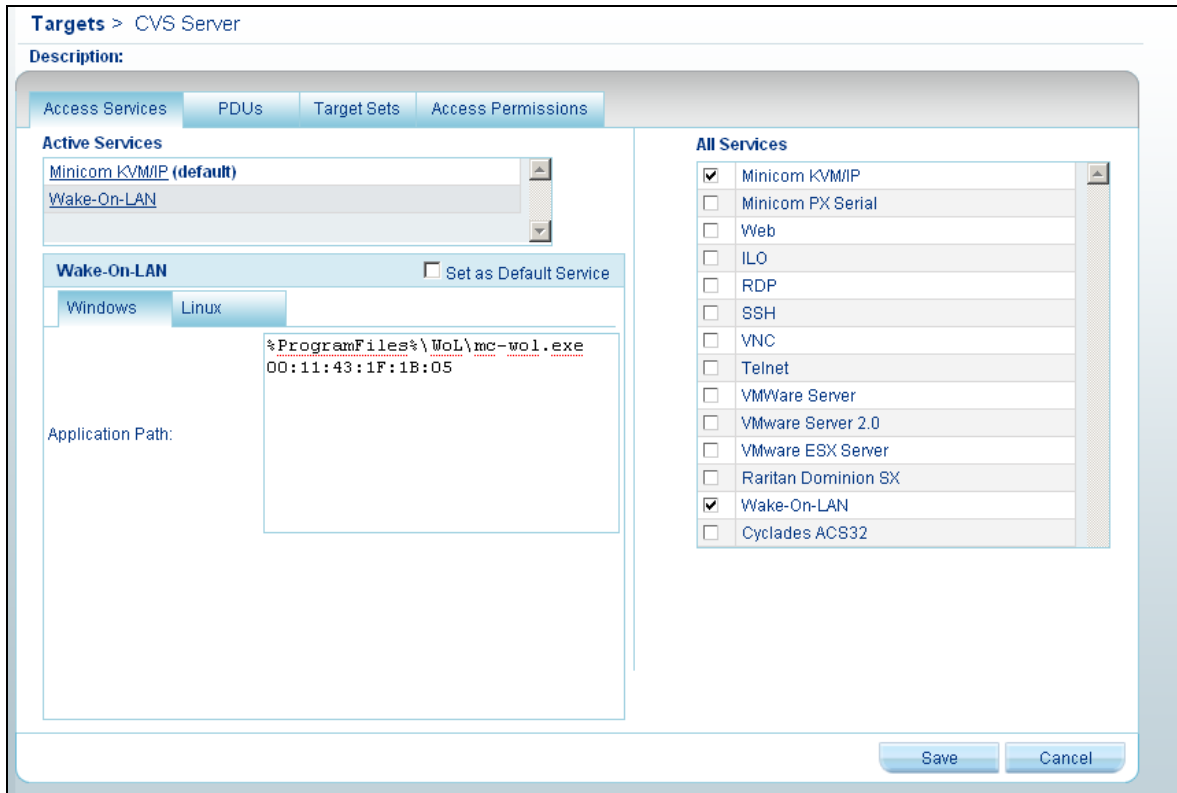 Targets > CVS Server
Description:
Access Services PDUs Target Sets Access Permissions
Active Services
Minicom KVM/IP (default)
Wake-On-LAN
Wake-On-LAN Set as Default Service
Windows Linux
Application Path:
%ProgramFiles%\WoL\mc-wol.exe
00:11:43:1F:1B:05
All Services
Minicom KVM/IP
Minicom PX Serial
Web
ILO
RDP
SSH
VNC
Telnet
VMWare Server
VMware Server 2.0
VMware ESX Server
Raritan Dominion SX
Wake-On-LAN
Cyclades ACS32
Save Cancel